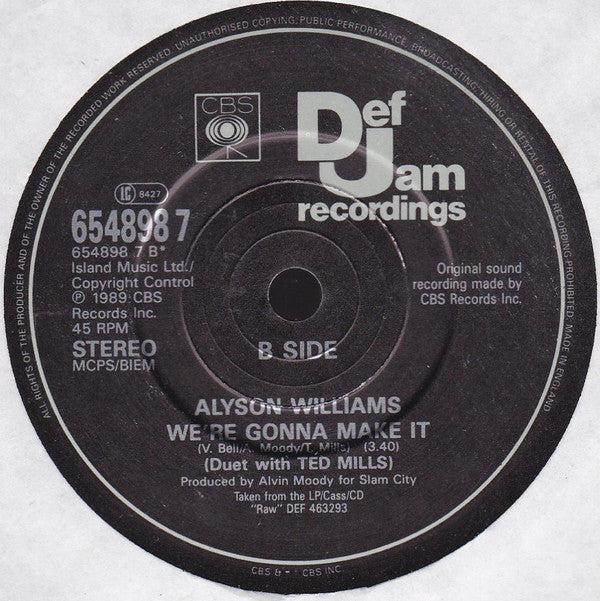 ALL RIGHTS OF THE PRODUCER AND OF THE OWNER OF THE RECORDED WORK RESERVED. UNAUTHORISED COPYING, PUBLIC PERFORMANCE, BROADCASTING, HIRING OR RENTAL OF THIS RECORDING PROHIBITED. MADE IN ENGLAND
CBS
Def
Jam
recordings
LC 8427
654898 7
654898 7 B*
Island Music Ltd./
Copyright Control
℗ 1989 CBS
Records Inc.
45 RPM
STEREO
MCPS/BIEM
Original sound
recording made by
CBS Records Inc.
B SIDE
ALYSON WILLIAMS
WE'RE GONNA MAKE IT
(V. Bell/A. Moody/T. Mills) (3.40)
(Duet with TED MILLS)
Produced by Alvin Moody for Slam City
Taken from the LP/Cass/CD
"Raw" DEF 463293
CBS & CBS INC.